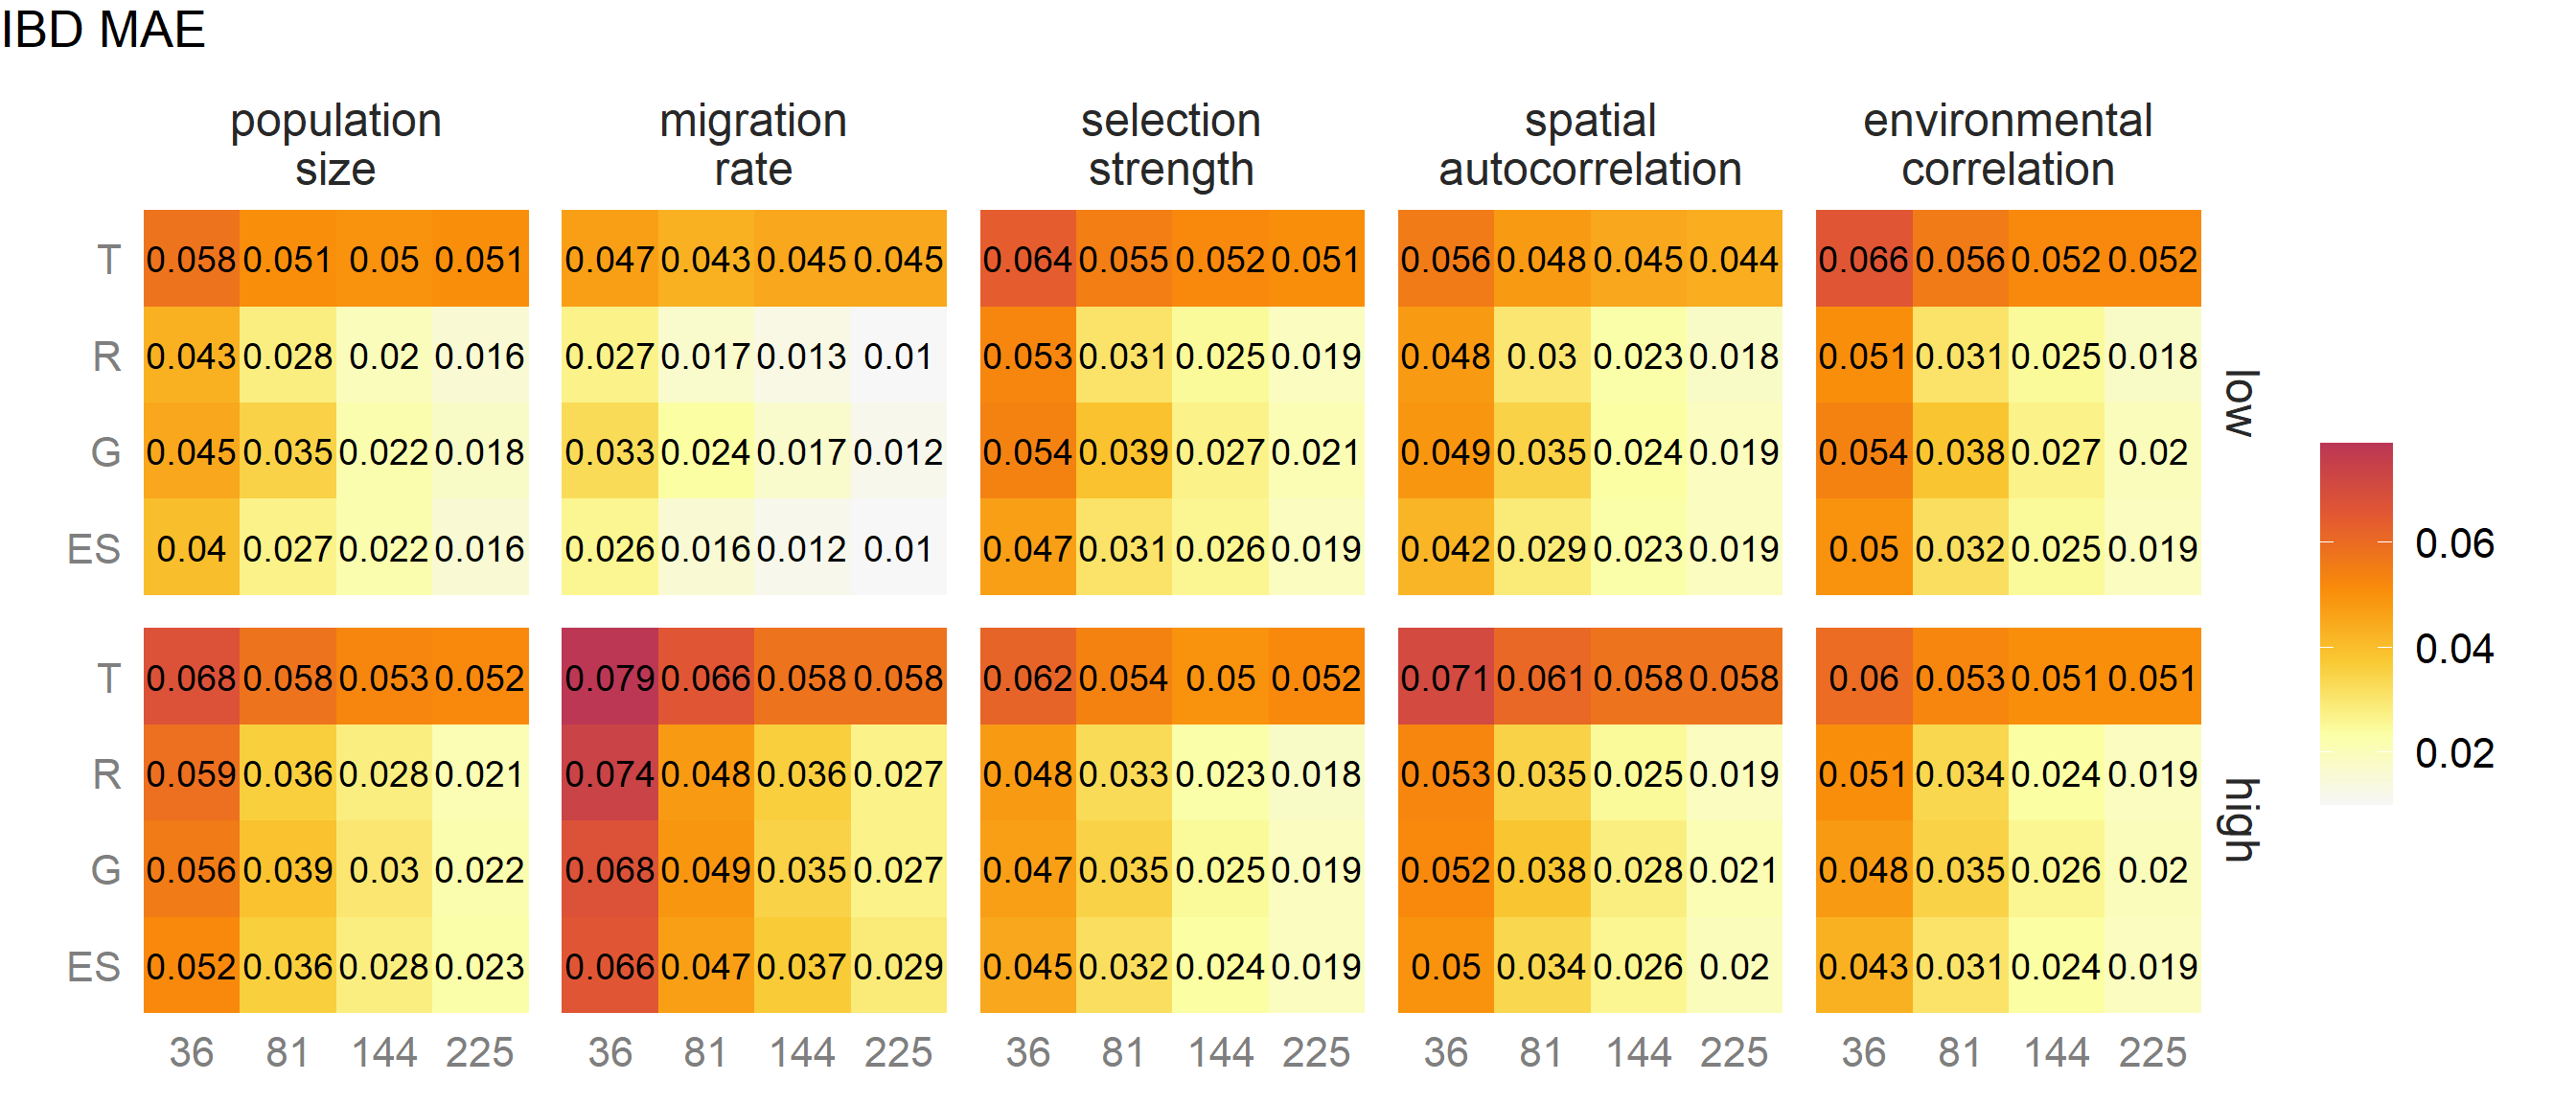 IBD MAE
population size
migration rate
selection strength
spatial autocorrelation
environmental correlation
T 0.058 0.051 0.05 0.051 0.047 0.043 0.045 0.045 0.064 0.055 0.052 0.051 0.056 0.048 0.045 0.044 0.066 0.056 0.052 0.052
R 0.043 0.028 0.02 0.016 0.027 0.017 0.013 0.01 0.053 0.031 0.025 0.019 0.048 0.03 0.023 0.018 0.051 0.031 0.025 0.018
G 0.045 0.035 0.022 0.018 0.033 0.024 0.017 0.012 0.054 0.039 0.027 0.021 0.049 0.035 0.024 0.019 0.054 0.038 0.027 0.02
ES 0.04 0.027 0.022 0.016 0.026 0.016 0.012 0.01 0.047 0.031 0.026 0.019 0.042 0.029 0.023 0.019 0.05 0.032 0.025 0.019
low
T 0.068 0.058 0.053 0.052 0.079 0.066 0.058 0.058 0.062 0.054 0.05 0.052 0.071 0.061 0.058 0.058 0.06 0.053 0.051 0.051
R 0.059 0.036 0.028 0.021 0.074 0.048 0.036 0.027 0.048 0.033 0.023 0.018 0.053 0.035 0.025 0.019 0.051 0.034 0.024 0.019
G 0.056 0.039 0.03 0.022 0.068 0.049 0.035 0.027 0.047 0.035 0.025 0.019 0.052 0.038 0.028 0.021 0.048 0.035 0.026 0.02
ES 0.052 0.036 0.028 0.023 0.066 0.047 0.037 0.029 0.045 0.032 0.024 0.019 0.05 0.034 0.026 0.02 0.043 0.031 0.024 0.019
high
36 81 144 225 36 81 144 225 36 81 144 225 36 81 144 225 36 81 144 225
0.06
0.04
0.02